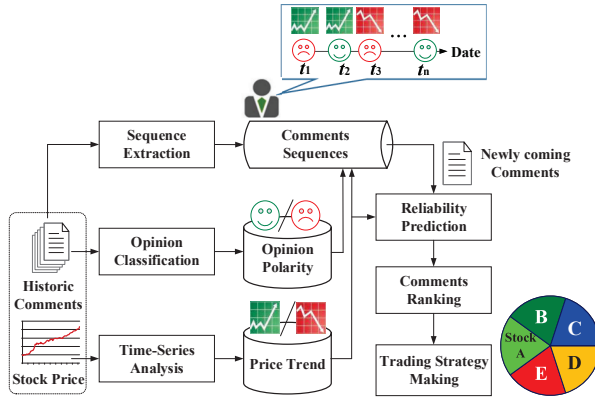 ...
Date
t1 t2 t3 tn
Sequence
Extraction
Comments
Sequences
Newly coming
Comments
Reliability
Prediction
Opinion
Classification
Opinion
Polarity
Historic
Comments
Comments
Ranking
Time-Series
Analysis
Price Trend
Stock Price
Trading Strategy
Making
B
C
Stock
A
D
E